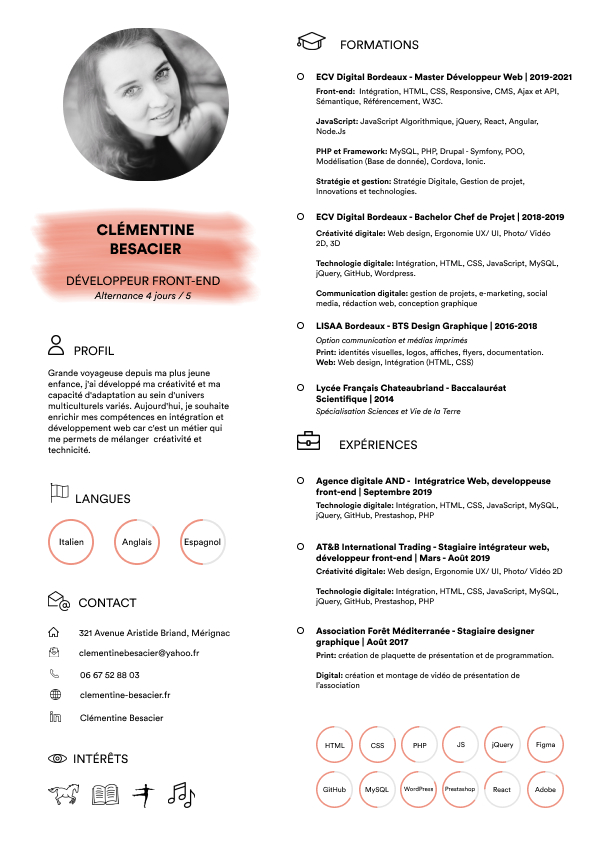 CLÉMENTINE
BESACIER
DÉVELOPPEUR FRONT-END
Alternance 4 jours / 5
PROFIL
Grande voyageuse depuis ma plus jeune
enfance, j'ai développé ma créativité et ma
capacité d'adaptation au sein d'univers
multiculturels variés. Aujourd'hui, je souhaite
enrichir mes compétences en intégration et
développement web car c'est un métier qui
me permets de mélanger créativité et
technicité.
LANGUES
Italien
Anglais
Espagnol
CONTACT
321 Avenue Aristide Briand, Mérignac
clementinebesacier@yahoo.fr
06 67 52 88 03
clementine-besacier.fr
Clémentine Besacier
INTÉRÊTS
FORMATIONS
ECV Digital Bordeaux - Master Développeur Web | 2019-2021
Front-end: Intégration, HTML, CSS, Responsive, CMS, Ajax et API,
Sémantique, Référencement, W3C.
JavaScript: JavaScript Algorithmique, jQuery, React, Angular,
Node.Js
PHP et Framework: MySQL, PHP, Drupal - Symfony, POO,
Modélisation (Base de donnée), Cordova, Ionic.
Stratégie et gestion: Stratégie Digitale, Gestion de projet,
Innovations et technologies.
ECV Digital Bordeaux - Bachelor Chef de Projet | 2018-2019
Créativité digitale: Web design, Ergonomie UX/ UI, Photo/ Vidéo
2D, 3D
Technologie digitale: Intégration, HTML, CSS, JavaScript, MySQL,
jQuery, GitHub, Wordpress.
Communication digitale: gestion de projets, e-marketing, social
media, rédaction web, conception graphique
LISAA Bordeaux - BTS Design Graphique | 2016-2018
Option communication et médias imprimés
Print: identités visuelles, logos, affiches, flyers, documentation.
Web: Web design, Intégration (HTML, CSS)
Lycée Français Chateaubriand - Baccalauréat
Scientifique | 2014
Spécialisation Sciences et Vie de la Terre
EXPÉRIENCES
Agence digitale AND - Intégratrice Web, developpeuse
front-end | Septembre 2019
Technologie digitale: Intégration, HTML, CSS, JavaScript, MySQL,
jQuery, GitHub, Prestashop, PHP
AT&B International Trading - Stagiaire intégrateur web,
développeur front-end | Mars - Août 2019
Créativité digitale: Web design, Ergonomie UX/ UI, Photo/ Vidéo 2D
Technologie digitale: Intégration, HTML, CSS, JavaScript, MySQL,
jQuery, GitHub, Prestashop, PHP
Association Forêt Méditerranée - Stagiaire designer
graphique | Août 2017
Print: création de plaquette de présentation et de programmation.
Digital: création et montage de vidéo de présentation de
l'association
HTML
CSS
PHP
JS
jQuery
Figma
GitHub
MySQL
WordPress
Prestashop
React
Adobe